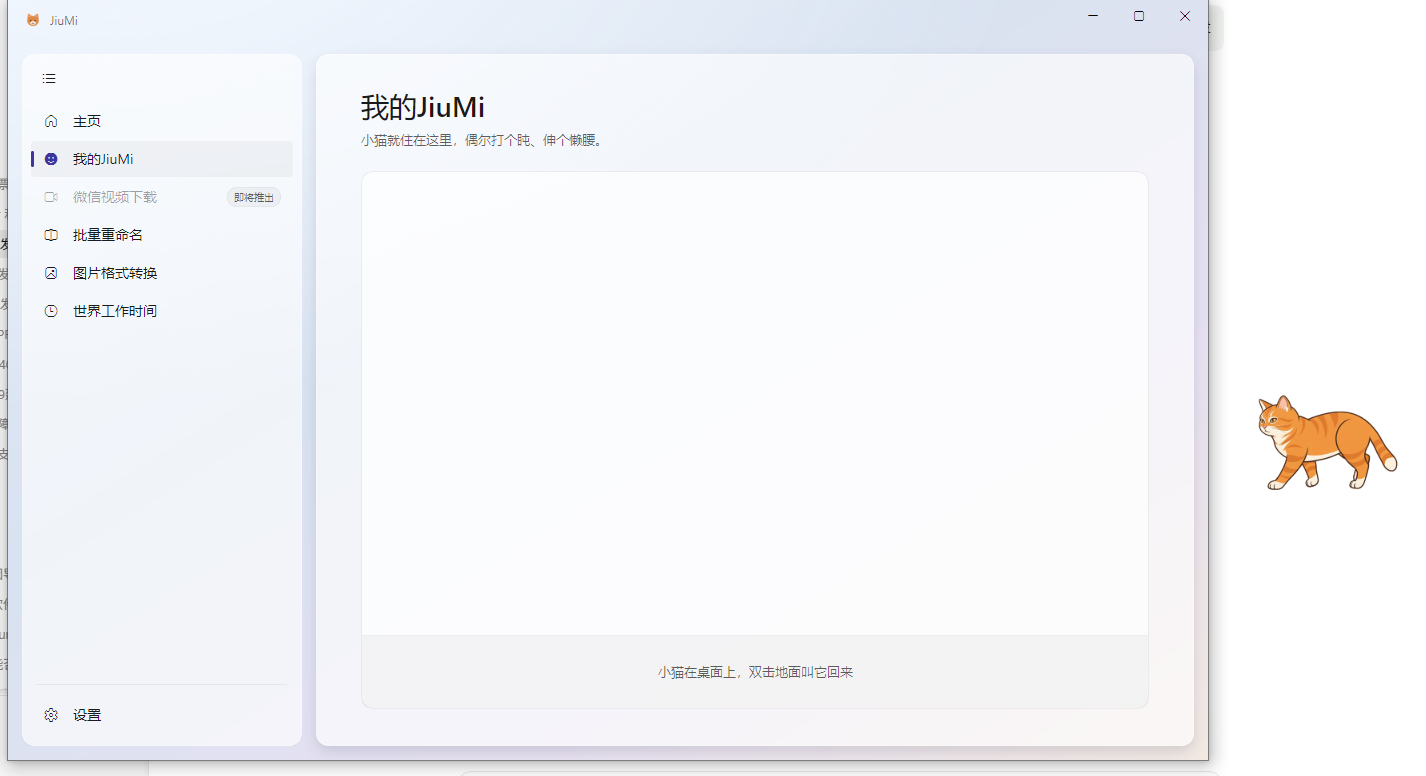 JiuMi
主页
我的JiuMi
微信视频下载
即将推出
批量重命名
图片格式转换
世界工作时间
设置
我的JiuMi
小猫就住在这里，偶尔打个盹、伸个懒腰。
小猫在桌面上，双击地面叫它回来